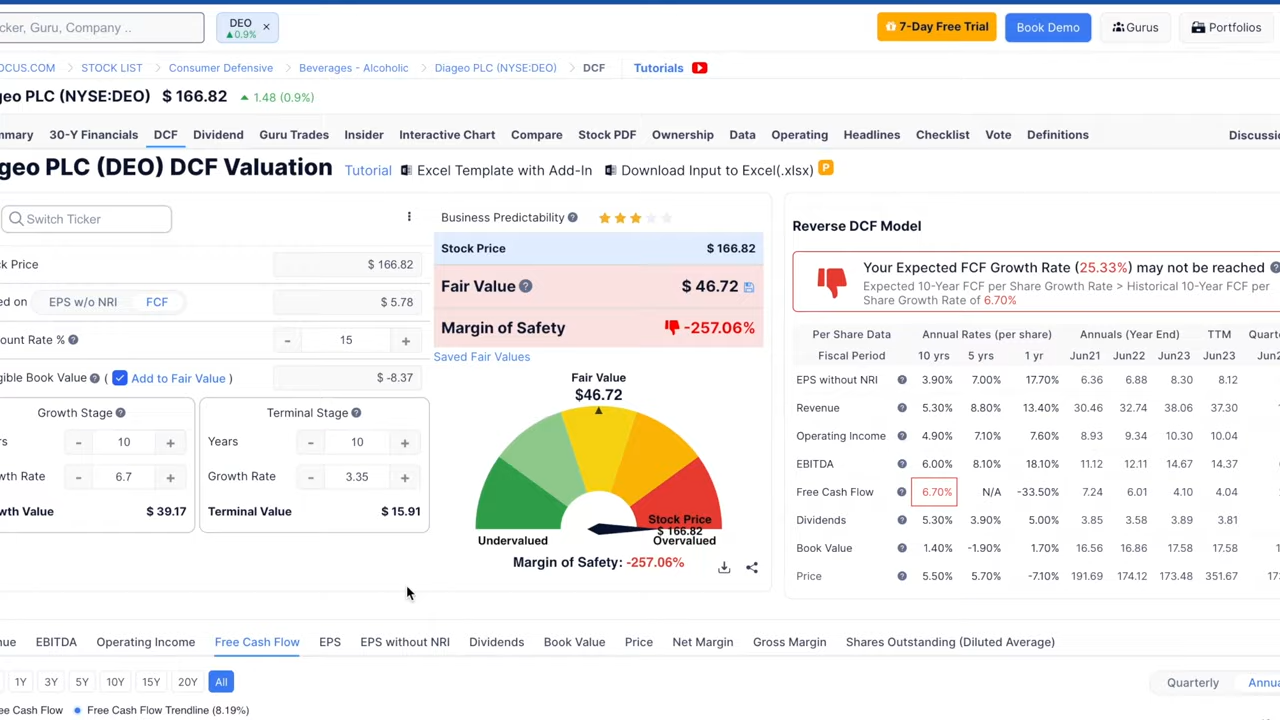 cker, Guru, Company ..
DEO
▲0.9%
×
7-Day Free Trial
Book Demo
Gurus
Portfolios
OCUS.COM > STOCK LIST > Consumer Defensive > Beverages - Alcoholic > Diageo PLC (NYSE:DEO) > DCF
Tutorials
geo PLC (NYSE:DEO) $ 166.82 ▲ 1.48 (0.9%)
mmary 30-Y Financials DCF Dividend Guru Trades Insider Interactive Chart Compare Stock PDF Ownership Data Operating Headlines Checklist Vote Definitions Discussio
ageo PLC (DEO) DCF Valuation Tutorial Excel Template with Add-In Download Input to Excel(.xlsx) P
Switch Ticker
ck Price $ 166.82
ed on EPS w/o NRI FCF $ 5.78
ount Rate % - 15 +
gible Book Value ( Add to Fair Value ) $ -8.37
Growth Stage
rs - 10 +
wth Rate - 6.7 +
wth Value $ 39.17
Terminal Stage
Years - 10 +
Growth Rate - 3.35 +
Terminal Value $ 15.91
Business Predictability
Stock Price $ 166.82
Fair Value $ 46.72
Margin of Safety -257.06%
Saved Fair Values
Fair Value
$46.72
Stock Price
$ 166.82
Undervalued
Overvalued
Margin of Safety: -257.06%
Reverse DCF Model
Your Expected FCF Growth Rate (25.33%) may not be reached
Expected 10-Year FCF per Share Growth Rate > Historical 10-Year FCF per
Share Growth Rate of 6.70%
Per Share Data Annual Rates (per share) Annuals (Year End) TTM Quarte
Fiscal Period 10 yrs 5 yrs 1 yr Jun21 Jun22 Jun23 Jun23 Jun2
EPS without NRI 3.90% 7.00% 17.70% 6.36 6.88 8.30 8.12
Revenue 5.30% 8.80% 13.40% 30.46 32.74 38.06 37.30
Operating Income 4.90% 7.10% 7.60% 8.93 9.34 10.30 10.04
EBITDA 6.00% 8.10% 18.10% 11.12 12.11 14.67 14.37
Free Cash Flow 6.70% N/A -33.50% 7.24 6.01 4.10 4.04
Dividends 5.30% 3.90% 5.00% 3.85 3.58 3.89 3.81
Book Value 1.40% -1.90% 1.70% 16.56 16.86 17.58 17.58 1
Price 5.50% 5.70% -7.10% 191.69 174.12 173.48 351.67 173
nue EBITDA Operating Income Free Cash Flow EPS EPS without NRI Dividends Book Value Price Net Margin Gross Margin Shares Outstanding (Diluted Average)
1Y 3Y 5Y 10Y 15Y 20Y All
Quarterly Annua
ee Cash Flow Free Cash Flow Trendline (8.19%)